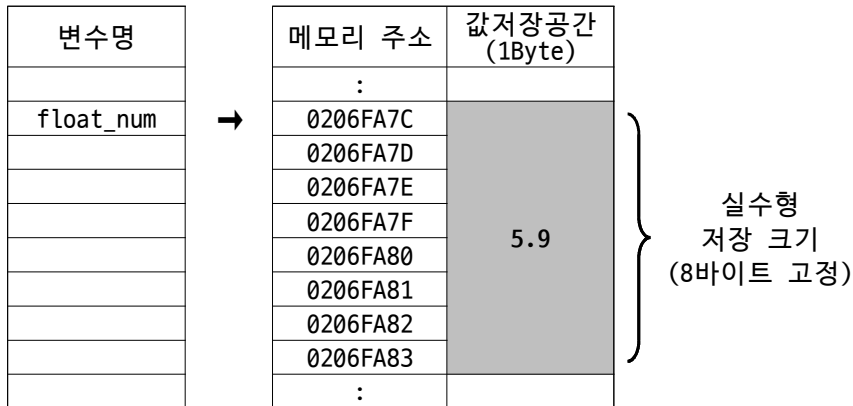 변수명
메모리 주소
값저장공간
(1Byte)
:
float_num
➞
0206FA7C
0206FA7D
0206FA7E
0206FA7F
0206FA80
0206FA81
0206FA82
0206FA83
:
5.9
실수형
저장 크기
(8바이트 고정)